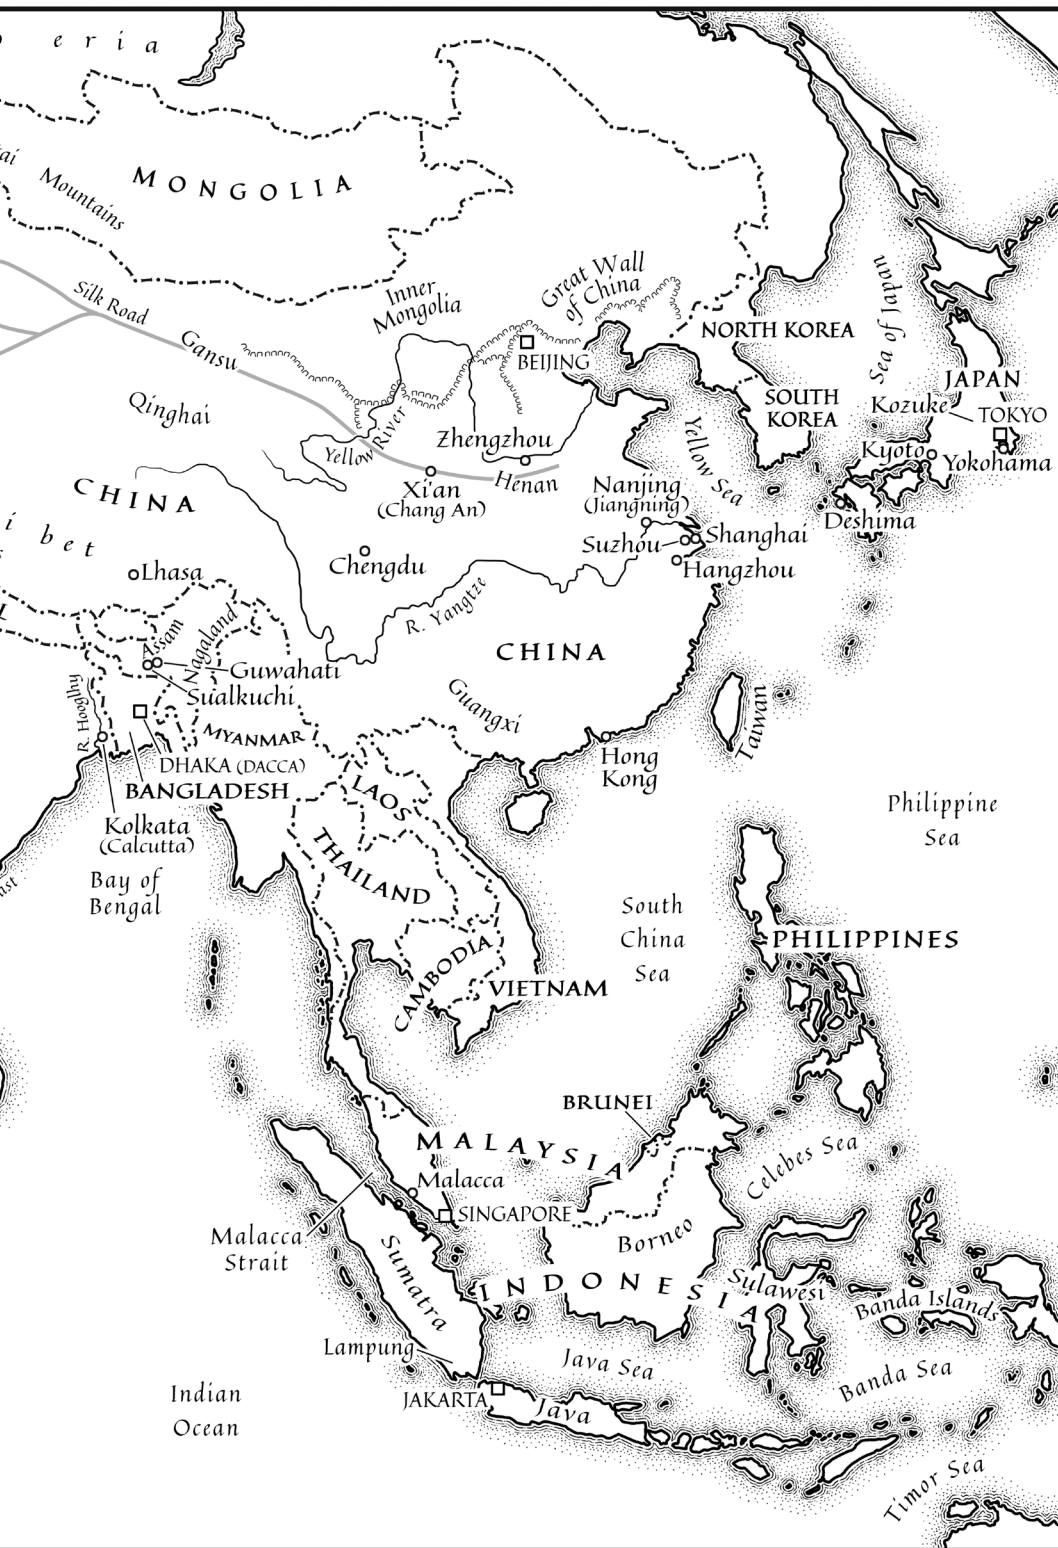 eria
MONGOLIA
Mountains
Silk Road
Gansu
Inner
Mongolia
Great Wall
of China
BEIJING
NORTH KOREA
SOUTH
KOREA
Sea of Japan
JAPAN
Kozuke
TOKYO
Kyoto
Yokohama
Deshima
Qinghai
Yellow River
Zhengzhou
Henan
Xi'an
(Chang An)
Yellow Sea
Nanjing
(Jiangning)
Suzhou
Shanghai
Hangzhou
CHINA
i bet
Lhasa
Chengdu
R. Yangtze
CHINA
Assam
Nagaland
Guwahati
Sualkuchi
R. Hooglhy
MYANMAR
DHAKA (DACCA)
BANGLADESH
Kolkata
(Calcutta)
Guangxi
Hong
Kong
Taiwan
Philippine
Sea
LAOS
THAILAND
CAMBODIA
VIETNAM
Bay of
Bengal
South
China
Sea
PHILIPPINES
BRUNEI
MALAYSIA
Malacca
SINGAPORE
Malacca
Strait
Celebes Sea
Borneo
Sumatra
INDONESIA
Sulawesi
Banda Islands
Lampung
Java Sea
Banda Sea
JAKARTA
Java
Indian
Ocean
Timor Sea